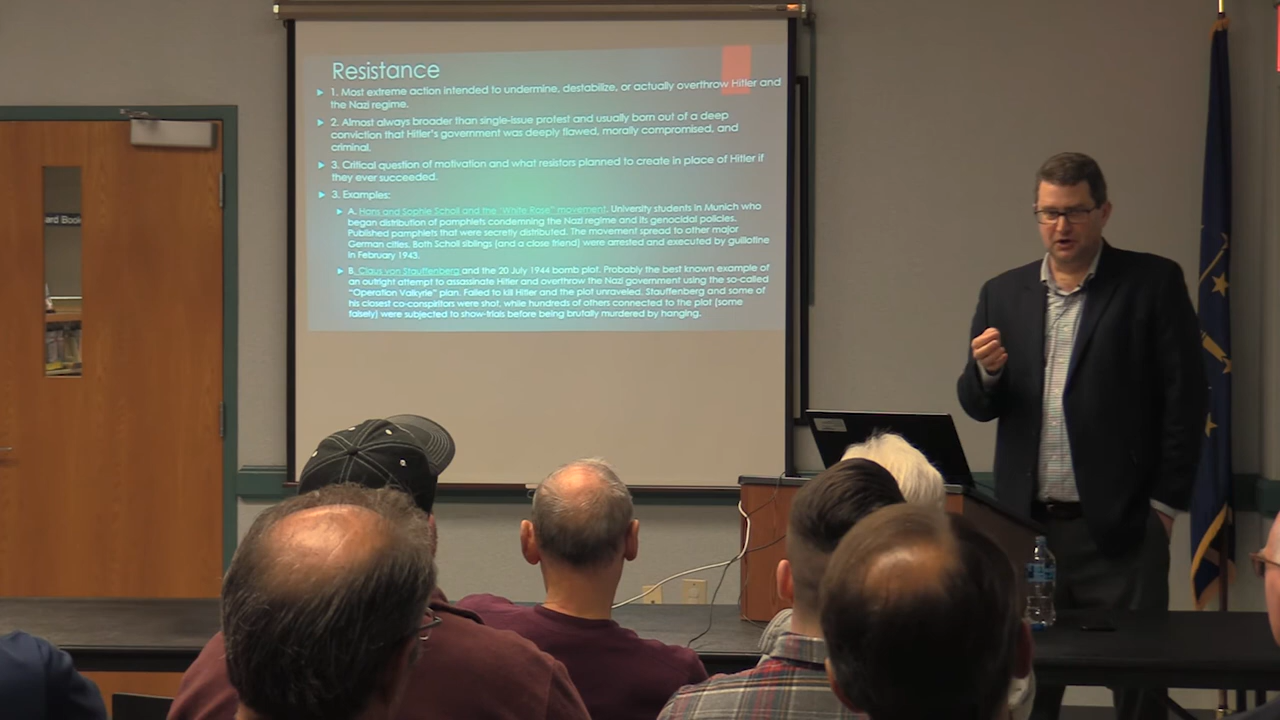 Resistance
1. Most extreme action intended to undermine, destabilize, or actually overthrow Hitler and
the Nazi regime.
2. Almost always broader than single-issue protest and usually born out of a deep
conviction that Hitler's government was deeply flawed, morally compromised, and
criminal.
3. Critical question of motivation and what resistors planned to create in place of Hitler if
they ever succeeded.
3. Examples:
A. Hans and Sophie Scholl and the "White Rose" movement. University students in Munich who
began distribution of pamphlets condemning the Nazi regime and its genocidal policies.
Published pamphlets that were secretly distributed. The movement spread to other major
German cities. Both Scholl siblings (and a close friend) were arrested and executed by guillotine
in February 1943.
B. Claus von Stauffenberg and the 20 July 1944 bomb plot. Probably the best known example of
an outright attempt to assassinate Hitler and overthrow the Nazi government using the so-called
"Operation Valkyrie" plan. Failed to kill Hitler and the plot unraveled. Stauffenberg and some of
his closest co-conspirators were shot, while hundreds of others connected to the plot (some
falsely) were subjected to show-trials before being brutally murdered by hanging.
ard Book